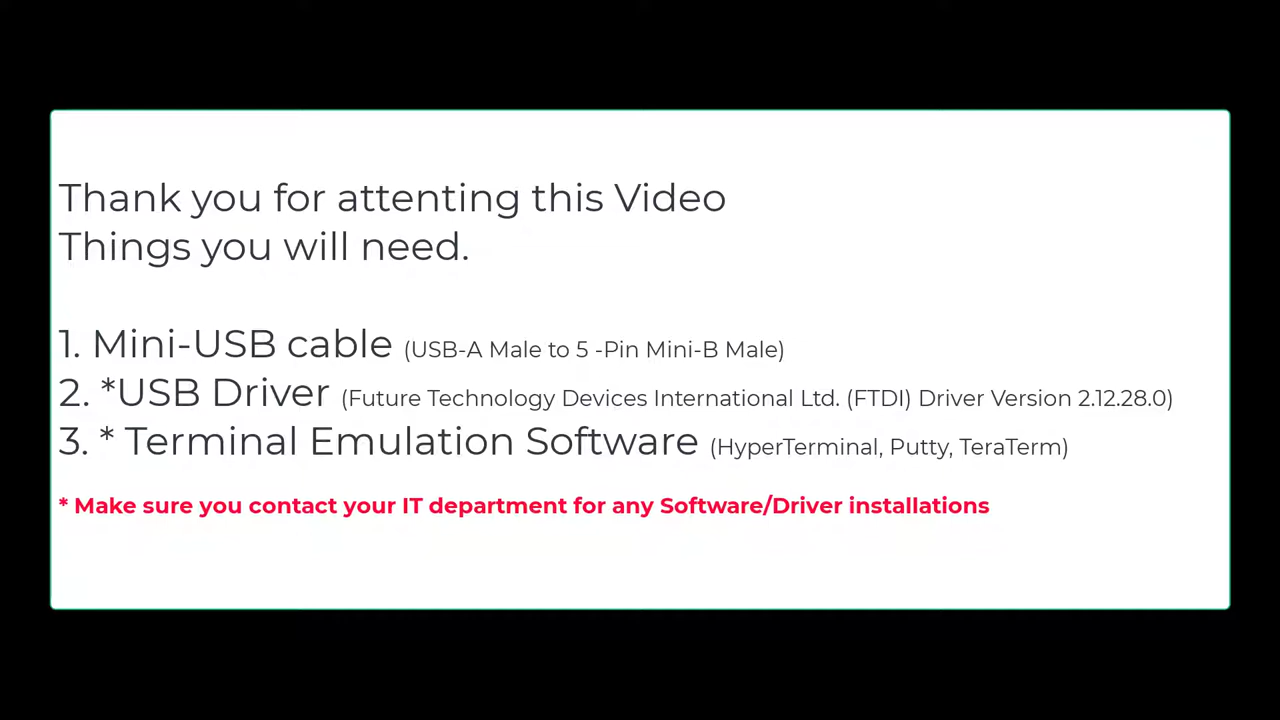 Thank you for attenting this Video
Things you will need.
1. Mini-USB cable (USB-A Male to 5 -Pin Mini-B Male)
2. *USB Driver (Future Technology Devices International Ltd. (FTDI) Driver Version 2.12.28.0)
3. * Terminal Emulation Software (HyperTerminal, Putty, TeraTerm)
* Make sure you contact your IT department for any Software/Driver installations